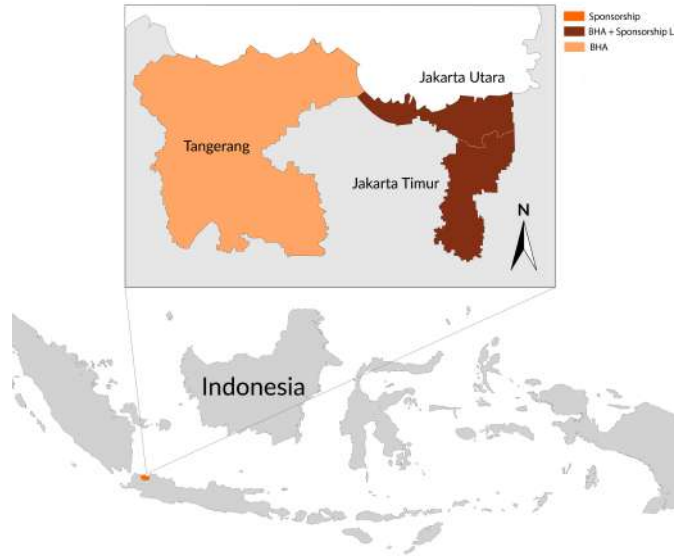 Sponsorship
BHA + Sponsorship L
BHA
Jakarta Utara
Tangerang
Jakarta Timur
N
Indonesia